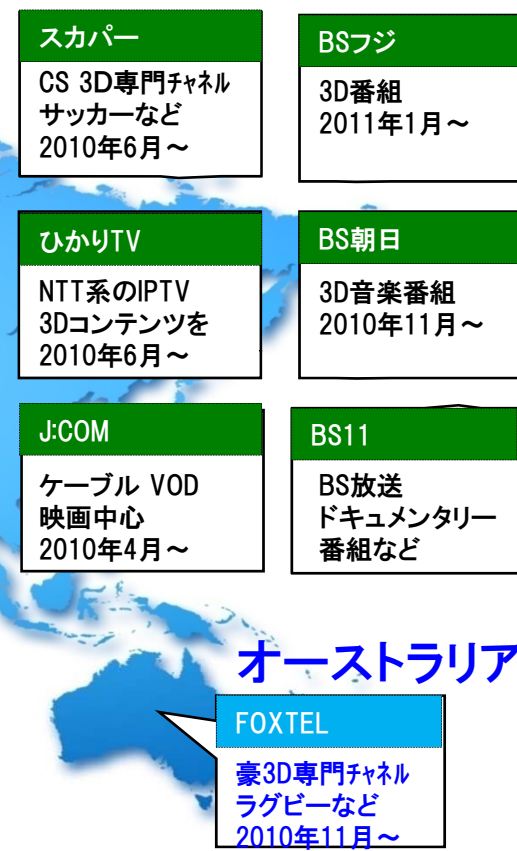 スカパー
CS 3D専門ﾁｬﾈﾙ
サッカーなど
2010年6月～
BSフジ
3D番組
2011年1月～
ひかりTV
NTT系のIPTV
3Dコンテンツを
2010年6月～
BS朝日
3D音楽番組
2010年11月～
J:COM
ケーブル VOD
映画中心
2010年4月～
BS11
BS放送
ドキュメンタリー
番組など
オーストラリア
FOXTEL
豪3D専門ﾁｬﾈﾙ
ラグビーなど
2010年11月～